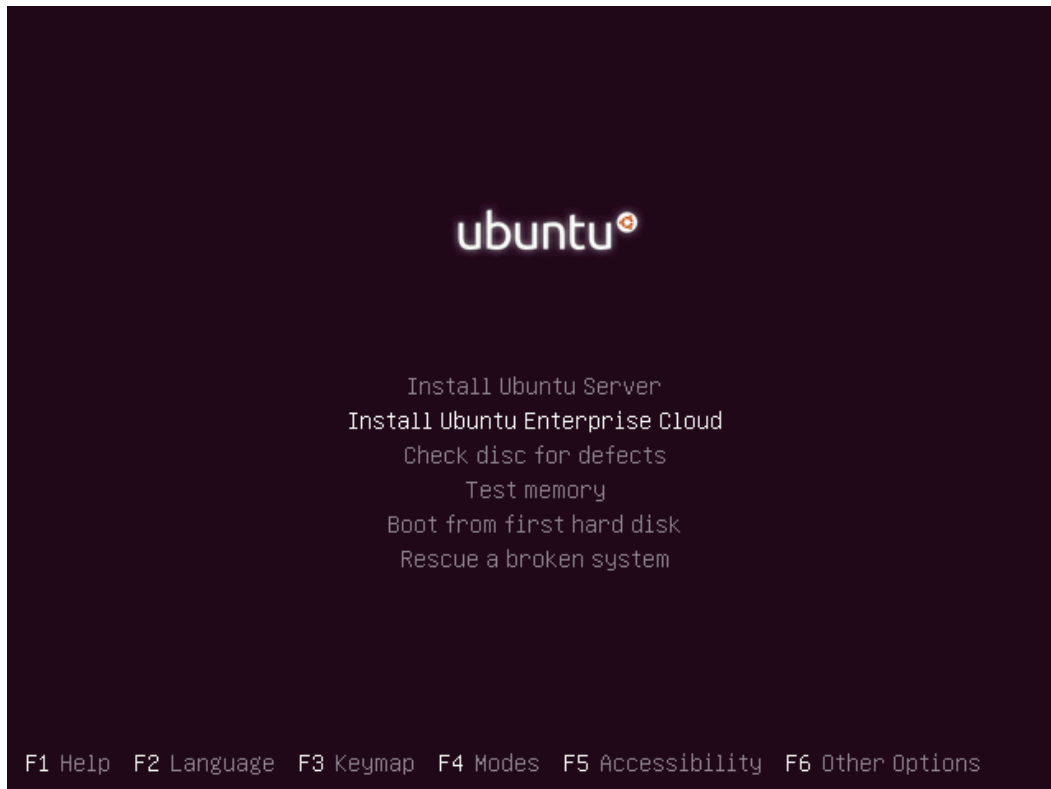 ubuntu
Install Ubuntu Server
Install Ubuntu Enterprise Cloud
Check disc for defects
Test memory
Boot from first hard disk
Rescue a broken system
F1 Help F2 Language F3 Keymap F4 Modes F5 Accessibility F6 Other Options